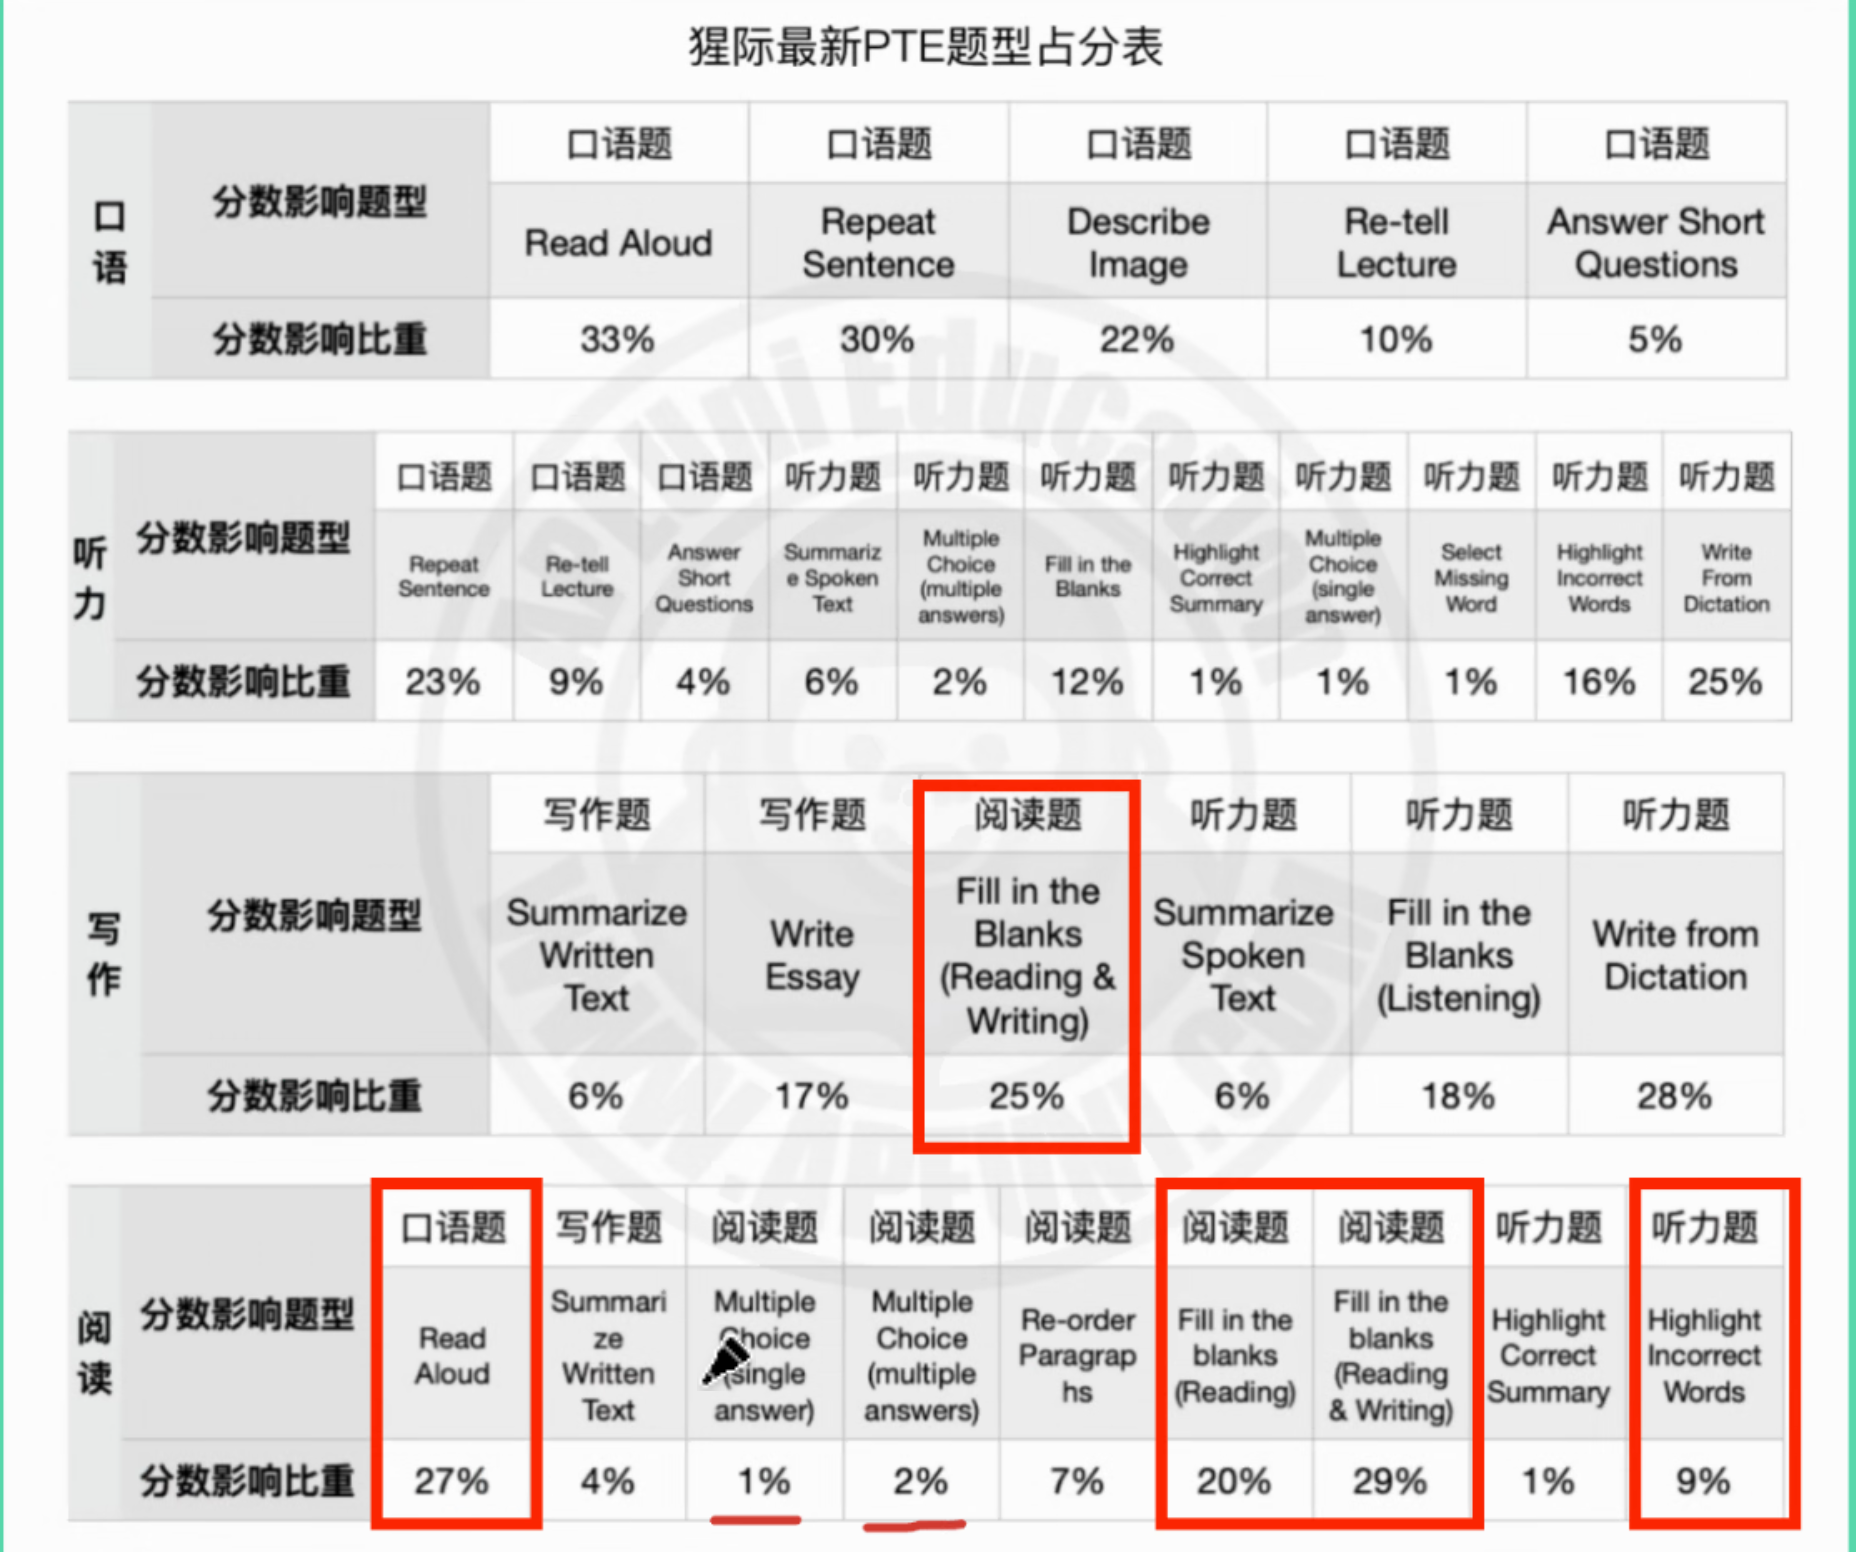 猩际最新PTE题型占分表
口语
分数影响题型
口语题 口语题 口语题 口语题 口语题
Read Aloud
Repeat Sentence
Describe Image
Re-tell Lecture
Answer Short Questions
分数影响比重 33% 30% 22% 10% 5%
听力
分数影响题型
口语题 口语题 口语题 听力题 听力题 听力题 听力题 听力题 听力题 听力题 听力题
Repeat Sentence
Re-tell Lecture
Answer Short Questions
Summariz e Spoken Text
Multiple Choice (multiple answers)
Fill in the Blanks
Highlight Correct Summary
Multiple Choice (single answer)
Select Missing Word
Highlight Incorrect Words
Write From Dictation
分数影响比重 23% 9% 4% 6% 2% 12% 1% 1% 1% 16% 25%
写作
分数影响题型
写作题 写作题 阅读题 听力题 听力题 听力题
Summarize Written Text
Write Essay
Fill in the Blanks (Reading & Writing)
Summarize Spoken Text
Fill in the Blanks (Listening)
Write from Dictation
分数影响比重 6% 17% 25% 6% 18% 28%
阅读
分数影响题型
口语题 写作题 阅读题 阅读题 阅读题 阅读题 阅读题 听力题 听力题
Read Aloud
Summari ze Written Text
Multiple Choice (single answer)
Multiple Choice (multiple answers)
Re-order Paragrap hs
Fill in the blanks (Reading)
Fill in the blanks (Reading & Writing)
Highlight Correct Summary
Highlight Incorrect Words
分数影响比重 27% 4% 1% 2% 7% 20% 29% 1% 9%
APEUni Education
WWW.APEUNI.COM